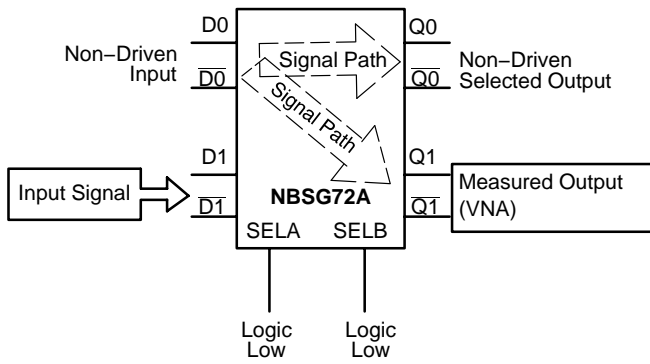 D0
Q0
Non–Driven
Input
Signal Path
Non–Driven
Selected Output
D0
Q0
Signal Path
D1
Q1
Input Signal
Measured Output
(VNA)
NBSG72A
D1
Q1
SELA
SELB
Logic
Low
Logic
Low